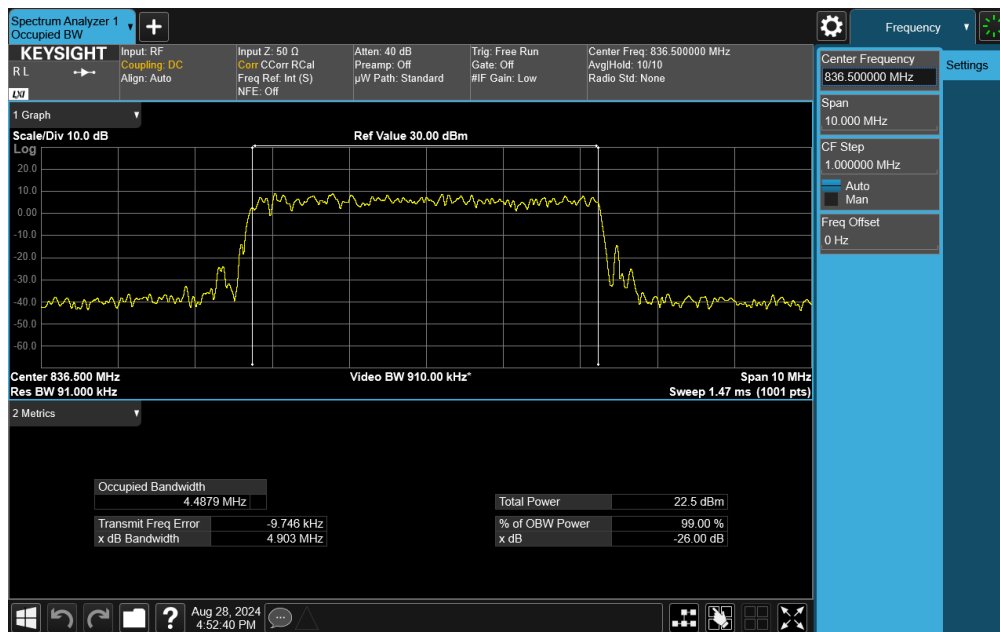 Spectrum Analyzer 1
Occupied BW
Frequency
KEYSIGHT
R L
LXI
Input: RF
Coupling: DC
Align: Auto
Input Z: 50 Ω
Corr CCorr RCal
Freq Ref: Int (S)
NFE: Off
Atten: 40 dB
Preamp: Off
µW Path: Standard
Trig: Free Run
Gate: Off
#IF Gain: Low
Center Freq: 836.500000 MHz
Avg|Hold: 10/10
Radio Std: None
Center Frequency
836.500000 MHz
Settings
Span
10.000 MHz
CF Step
1.000000 MHz
Auto
Man
Freq Offset
0 Hz
1 Graph
Scale/Div 10.0 dB
Ref Value 30.00 dBm
Log
20.0
10.0
0.00
-10.0
-20.0
-30.0
-40.0
-50.0
-60.0
Center 836.500 MHz
Video BW 910.00 kHz*
Span 10 MHz
Res BW 91.000 kHz
Sweep 1.47 ms (1001 pts)
2 Metrics
Occupied Bandwidth
4.4879 MHz
Total Power 22.5 dBm
Transmit Freq Error -9.746 kHz
% of OBW Power 99.00 %
x dB Bandwidth 4.903 MHz
x dB -26.00 dB
Aug 28, 2024
4:52:40 PM